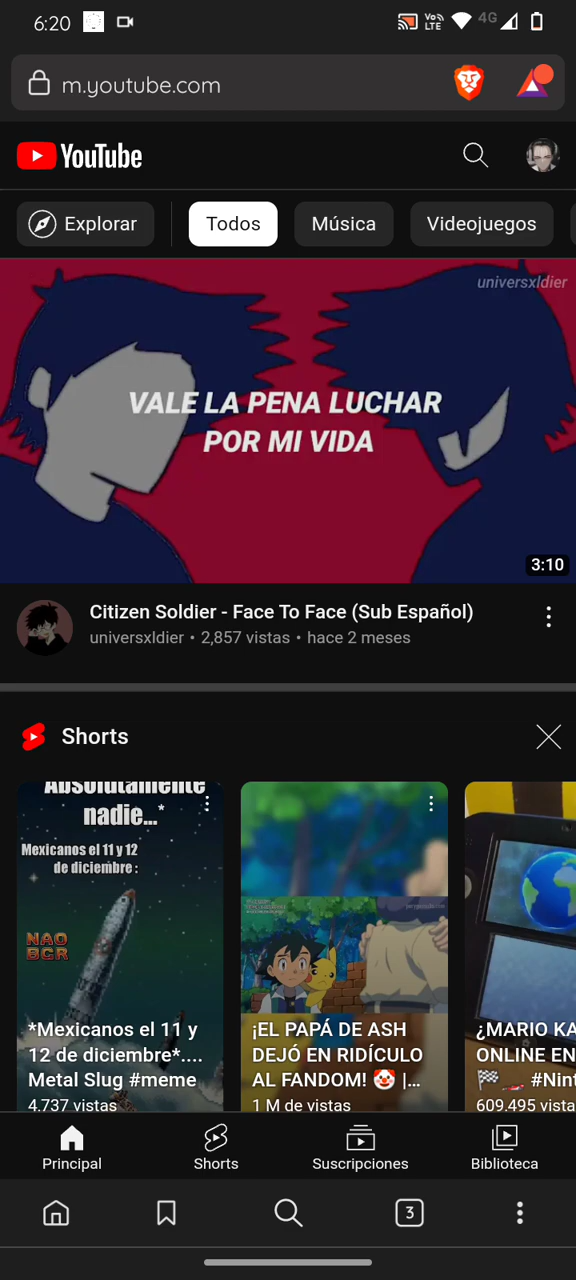 6:20
Vo)) LTE
4G
m.youtube.com
YouTube
Explorar
Todos
Música
Videojuegos
universxldier
VALE LA PENA LUCHAR
POR MI VIDA
3:10
Citizen Soldier - Face To Face (Sub Español)
universxldier • 2,857 vistas • hace 2 meses
Shorts
Absolutamente
nadie...*
Mexicanos el 11 y 12
de diciembre :
NAO
BCR
*Mexicanos el 11 y
12 de diciembre*....
Metal Slug #meme
4.737 vistas
¡EL PAPÁ DE ASH
DEJÓ EN RIDÍCULO
AL FANDOM! 🤡 |...
1 M de vistas
¿MARIO KA
ONLINE EN
🏁🏎️ #Nint
609.495 vista
Principal
Shorts
Suscripciones
Biblioteca
3